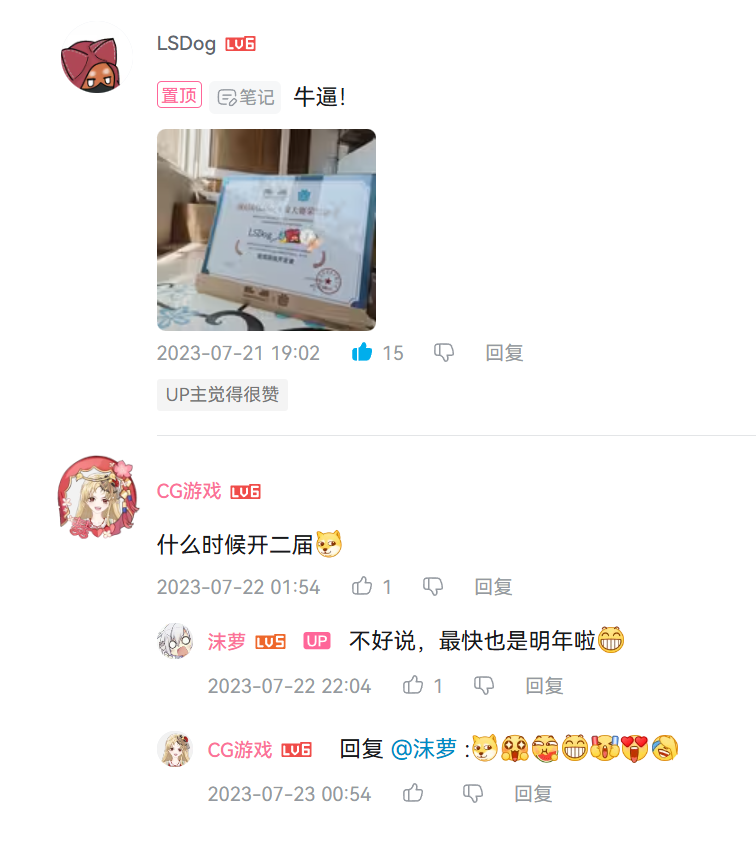 LSDog LV6
置顶 笔记 牛逼！
LSDog
2023-07-21 19:02 15 回复
UP主觉得很赞
CG游戏 LV6
什么时候开二届
2023-07-22 01:54 1 回复
沫萝 LV5 UP 不好说，最快也是明年啦
2023-07-22 22:04 1 回复
CG游戏 LV6 回复 @沫萝 :
2023-07-23 00:54 回复